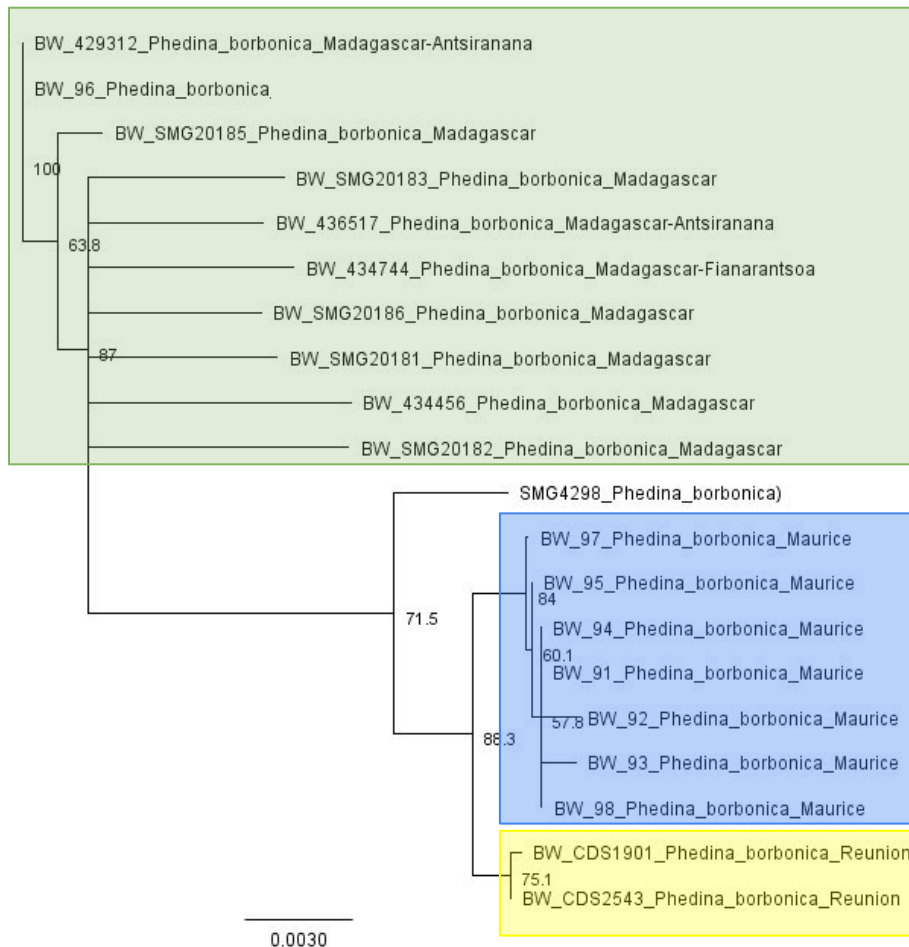 BW_429312_Phedina_borbonica_Madagascar-Antsiranana
BW_96_Phedina_borbonica
BW_SMG20185_Phedina_borbonica_Madagascar
100
BW_SMG20183_Phedina_borbonica_Madagascar
BW_436517_Phedina_borbonica_Madagascar-Antsiranana
63.8
BW_434744_Phedina_borbonica_Madagascar-Fianarantsoa
BW_SMG20186_Phedina_borbonica_Madagascar
87
BW_SMG20181_Phedina_borbonica_Madagascar
BW_434456_Phedina_borbonica_Madagascar
BW_SMG20182_Phedina_borbonica_Madagascar
SMG4298_Phedina_borbonica)
BW_97_Phedina_borbonica_Maurice
BW_95_Phedina_borbonica_Maurice
84
71.5
BW_94_Phedina_borbonica_Maurice
60.1
BW_91_Phedina_borbonica_Maurice
57.8
BW_92_Phedina_borbonica_Maurice
88.3
BW_93_Phedina_borbonica_Maurice
BW_98_Phedina_borbonica_Maurice
BW_CDS1901_Phedina_borbonica_Reunion
75.1
BW_CDS2543_Phedina_borbonica_Reunion
0.0030